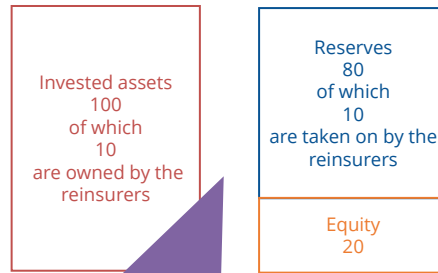 Invested assets
100
of which
10
are owned by the
reinsurers
Reserves
80
of which
10
are taken on by the
reinsurers
Equity
20